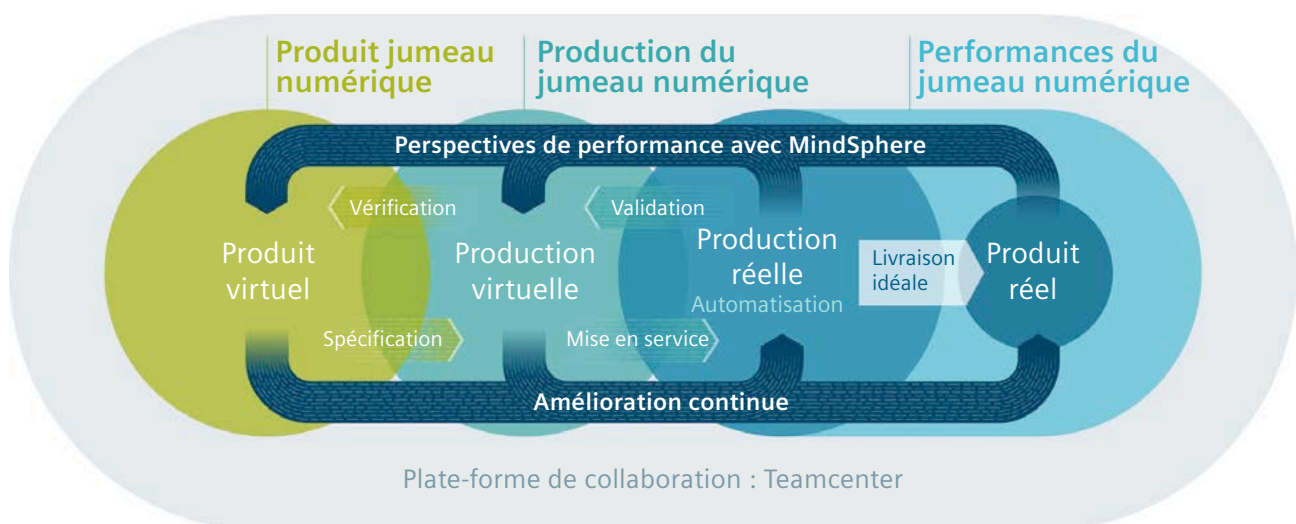 Produit jumeau
numérique
Production du
jumeau numérique
Performances du
jumeau numérique
Perspectives de performance avec MindSphere
Vérification
Validation
Produit
virtuel
Production
virtuelle
Production
réelle
Automatisation
Livraison
idéale
Produit
réel
Spécification
Mise en service
Amélioration continue
Plate-forme de collaboration : Teamcenter